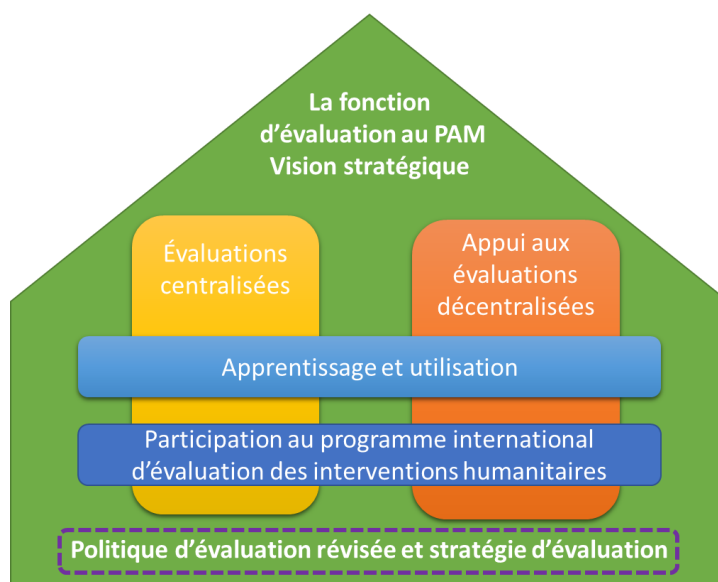 La fonction
d’évaluation au PAM
Vision stratégique
Évaluations
centralisées
Appui aux
évaluations
décentralisées
Apprentissage et utilisation
Participation au programme international
d’évaluation des interventions humanitaires
Politique d’évaluation révisée et stratégie d’évaluation